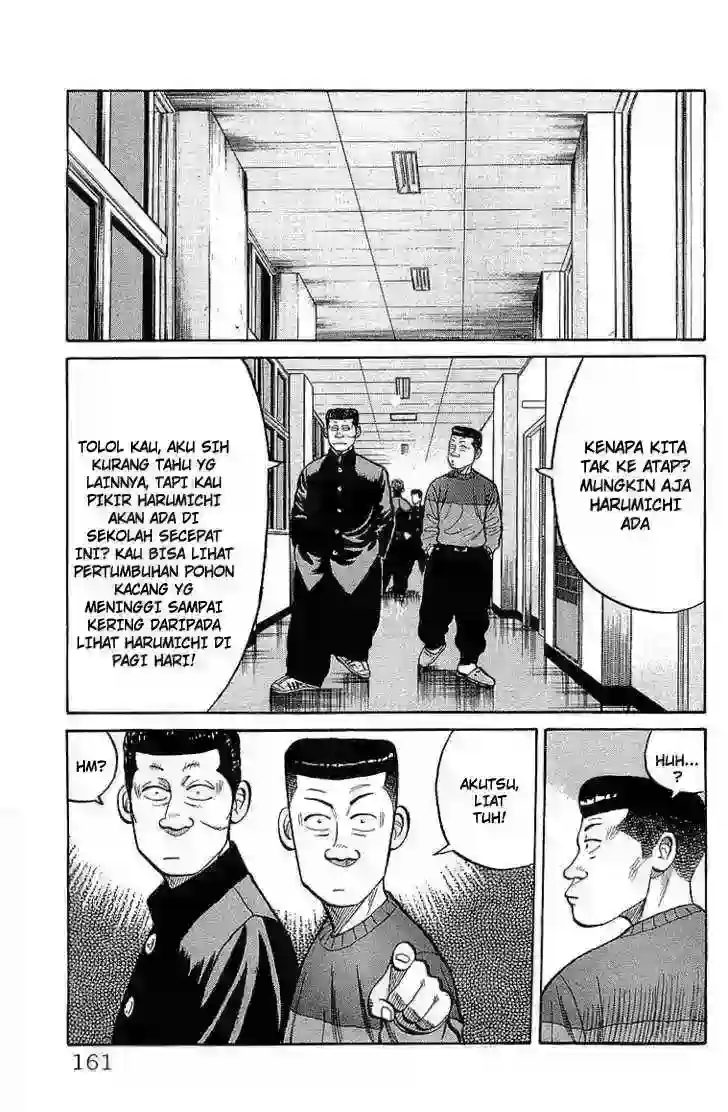 KENAPA KITA
TAK KE ATAP?
MUNGKIN AJA
HARUMICHI
ADA
TOLOL KAU, AKU SIH
KURANG TAHU YG
LAINNYA, TAPI KAU
PIKIR HARUMICHI
AKAN ADA DI
SEKOLAH SECEPAT
INI? KAU BISA LIHAT
PERTUMBUHAN POHON
KACANG YG
MENINGGI SAMPAI
KERING DARIPADA
LIHAT HARUMICHI DI
PAGI HARI!
HUH...
?
AKUTSU,
LIAT
TUH!
HM?
161